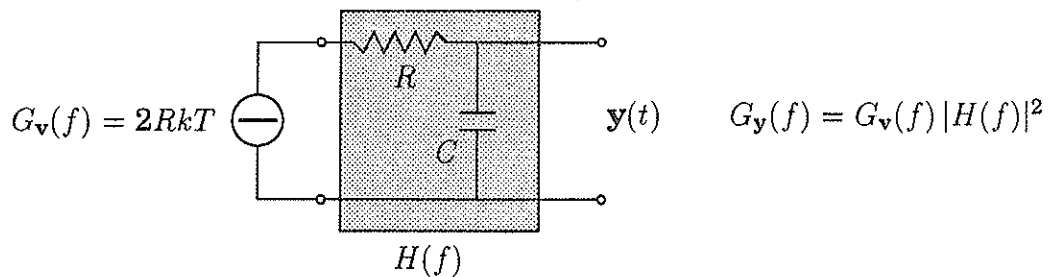 R
G_v(f) = 2RkT
C
y(t)
G_y(f) = G_v(f) |H(f)|²
H(f)